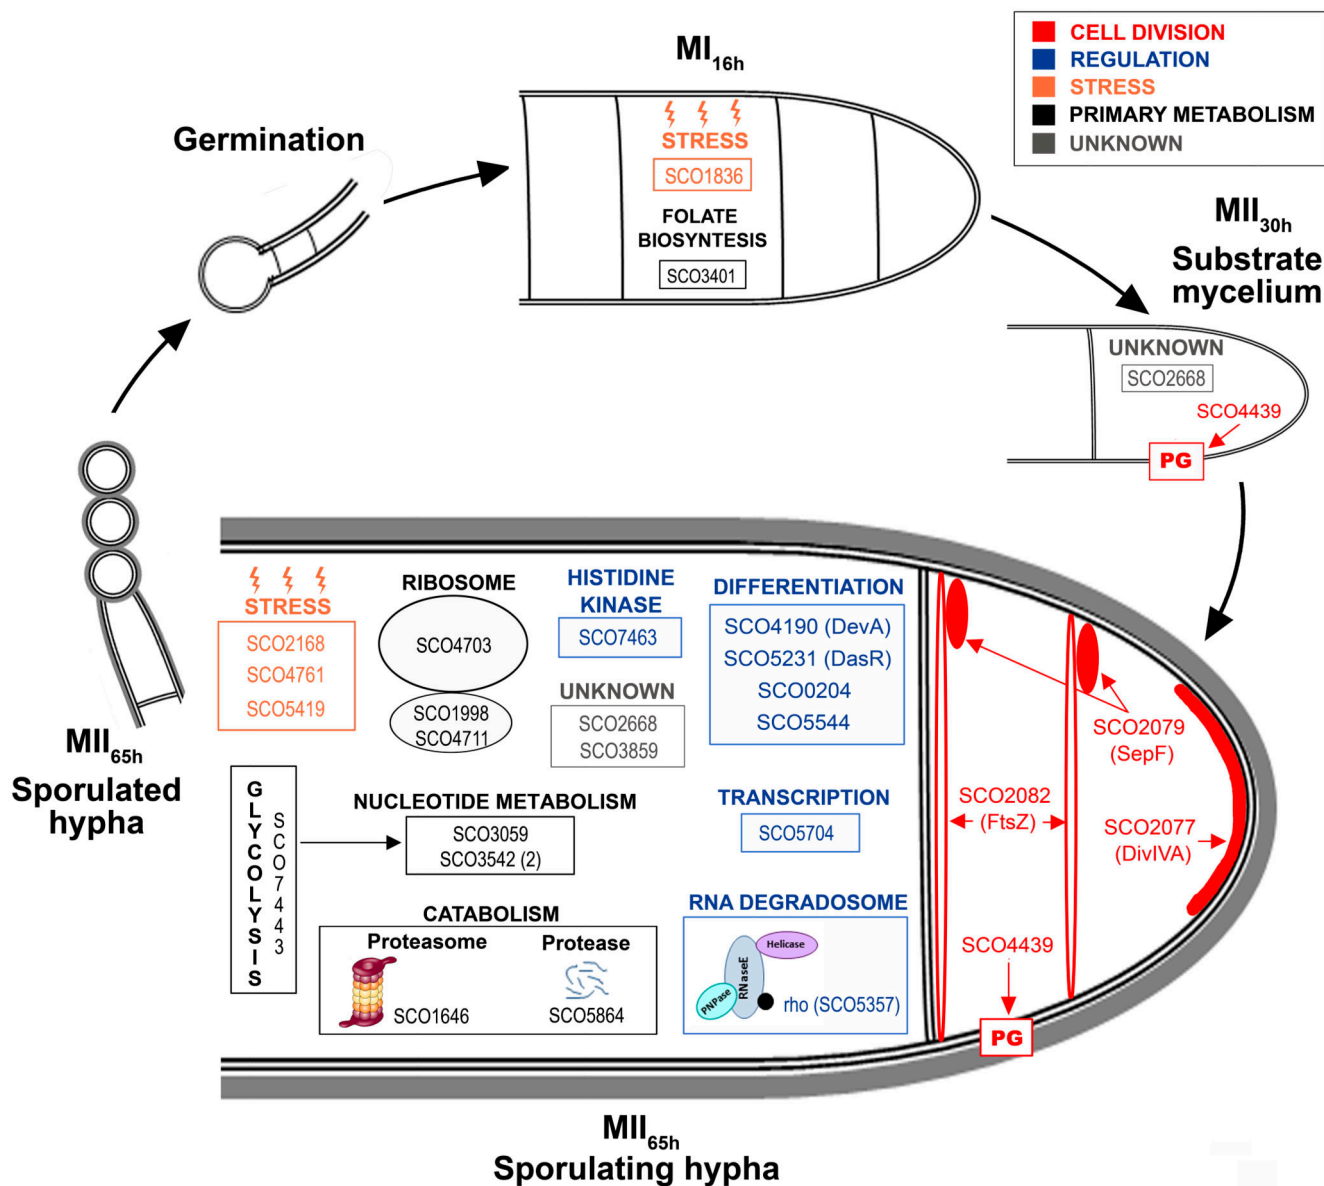 CELL DIVISION
REGULATION
STRESS
PRIMARY METABOLISM
UNKNOWN
MI16h
Germination
STRESS
SCO1836
FOLATE
BIOSYNTESIS
SCO3401
MII30h
Substrate
mycelium
UNKNOWN
SCO2668
SCO4439
PG
STRESS
SCO2168
SCO4761
SCO5419
RIBOSOME
SCO4703
SCO1998
SCO4711
HISTIDINE
KINASE
SCO7463
UNKNOWN
SCO2668
SCO3859
DIFFERENTIATION
SCO4190 (DevA)
SCO5231 (DasR)
SCO0204
SCO5544
SCO2079
(SepF)
SCO2082
(FtsZ)
SCO2077
(DivIVA)
SCO4439
PG
MII65h
Sporulated
hypha
GLYCOLYSIS
SCO7443
NUCLEOTIDE METABOLISM
SCO3059
SCO3542 (2)
TRANSCRIPTION
SCO5704
CATABOLISM
Proteasome
SCO1646
Protease
SCO5864
RNA DEGRADOSOME
Helicase
RNaseE
PNPase
rho (SCO5357)
MII65h
Sporulating hypha